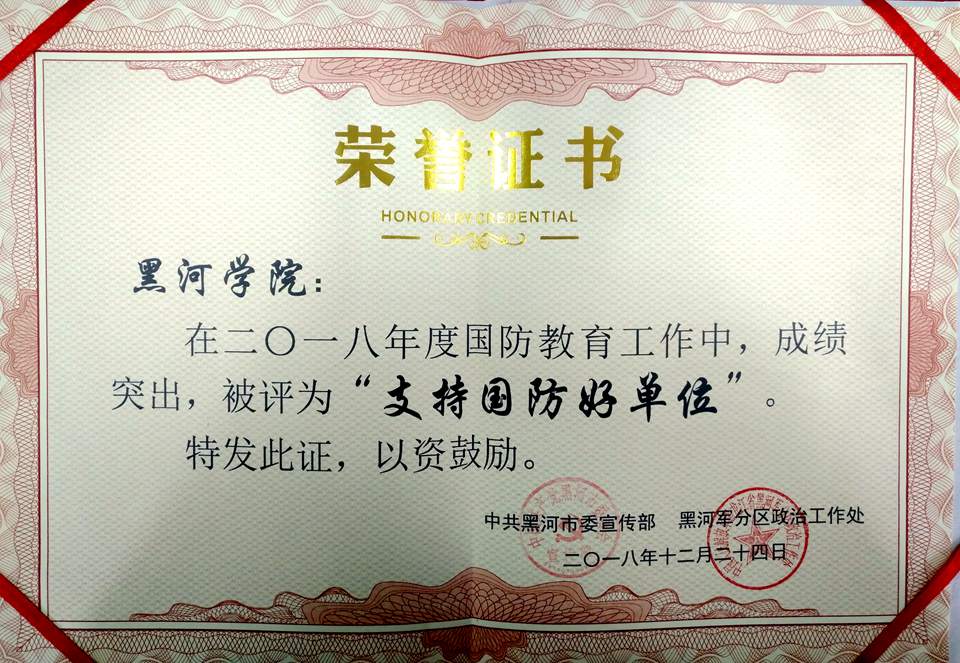 荣誉证书
HONORARY CREDENTIAL
黑河学院：
在二〇一八年度国防教育工作中，成绩
突出，被评为“支持国防好单位”。
特发此证，以资鼓励。
中共黑河市委宣传部 黑河军分区政治工作处
二〇一八年十二月二十四日